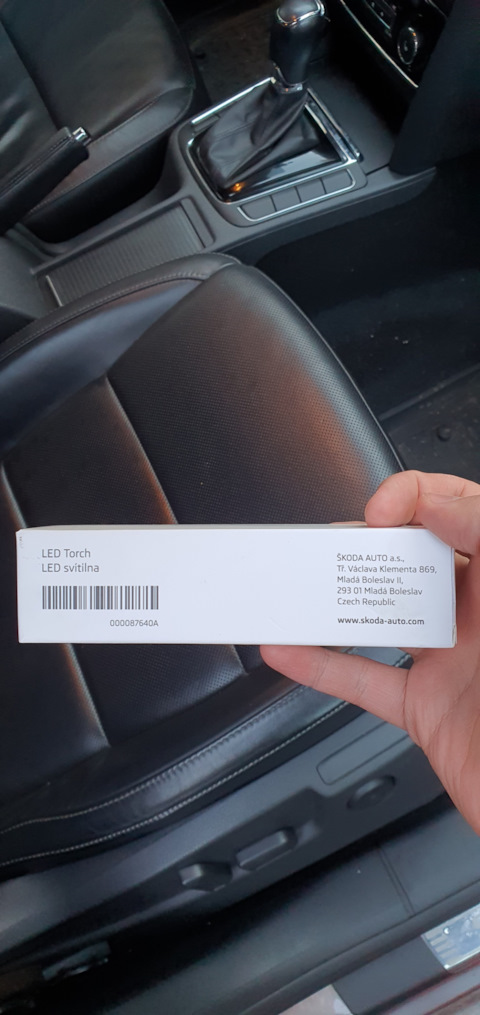 LED Torch
LED svítilna
000087640A
ŠKODA AUTO a.s.,
Tř. Václava Klementa 869,
Mladá Boleslav II,
293 01 Mladá Boleslav
Czech Republic
www.skoda-auto.com